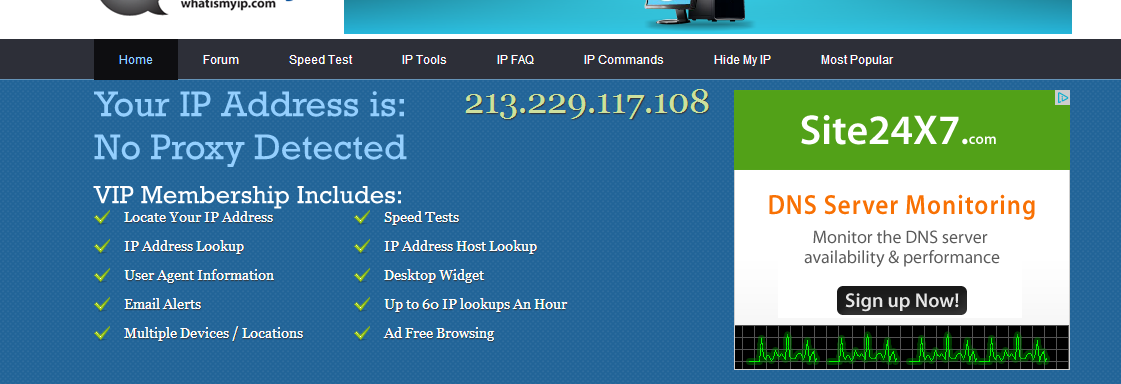 whatismyip.com
Home Forum Speed Test IP Tools IP FAQ IP Commands Hide My IP Most Popular
Your IP Address is: 213.229.117.108
No Proxy Detected
VIP Membership Includes:
Locate Your IP Address Speed Tests
IP Address Lookup IP Address Host Lookup
User Agent Information Desktop Widget
Email Alerts Up to 60 IP lookups An Hour
Multiple Devices / Locations Ad Free Browsing
Site24X7.com
DNS Server Monitoring
Monitor the DNS server
availability & performance
Sign up Now!